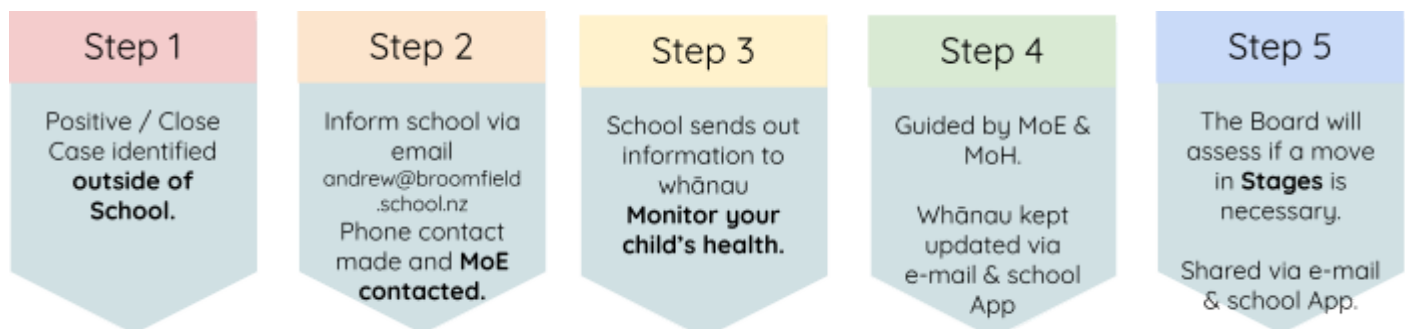 Step 1
Positive / Close
Case identified
outside of
School.
Step 2
Inform school via
email
andrew@broomfield
.school.nz
Phone contact
made and MoE
contacted.
Step 3
School sends out
information to
whānau
Monitor your
child's health.
Step 4
Guided by MoE &
MoH.
Whānau kept
updated via
e-mail & school
App
Step 5
The Board will
assess if a move
in Stages is
necessary.
Shared via e-mail
& school App.